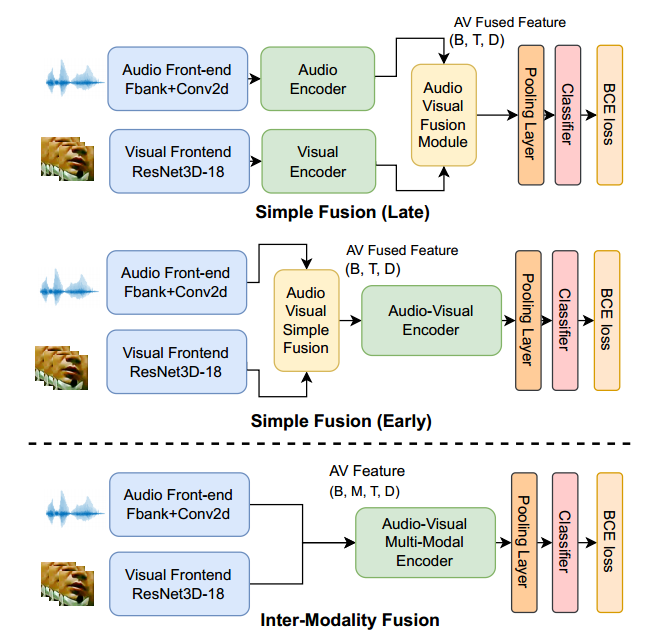 AV Fused Feature
(B, T, D)
Audio Front-end
Fbank+Conv2d
Audio
Encoder
Audio
Visual
Fusion
Module
Pooling Layer
Classifier
BCE loss
Visual Frontend
ResNet3D-18
Visual
Encoder
Simple Fusion (Late)
AV Fused Feature
(B, T, D)
Audio Front-end
Fbank+Conv2d
Audio
Visual
Simple
Fusion
Audio-Visual
Encoder
Pooling Layer
Classifier
BCE loss
Visual Frontend
ResNet3D-18
Simple Fusion (Early)
AV Feature
(B, M, T, D)
Audio Front-end
Fbank+Conv2d
Audio-Visual
Multi-Modal
Encoder
Pooling Layer
Classifier
BCE loss
Visual Frontend
ResNet3D-18
Inter-Modality Fusion